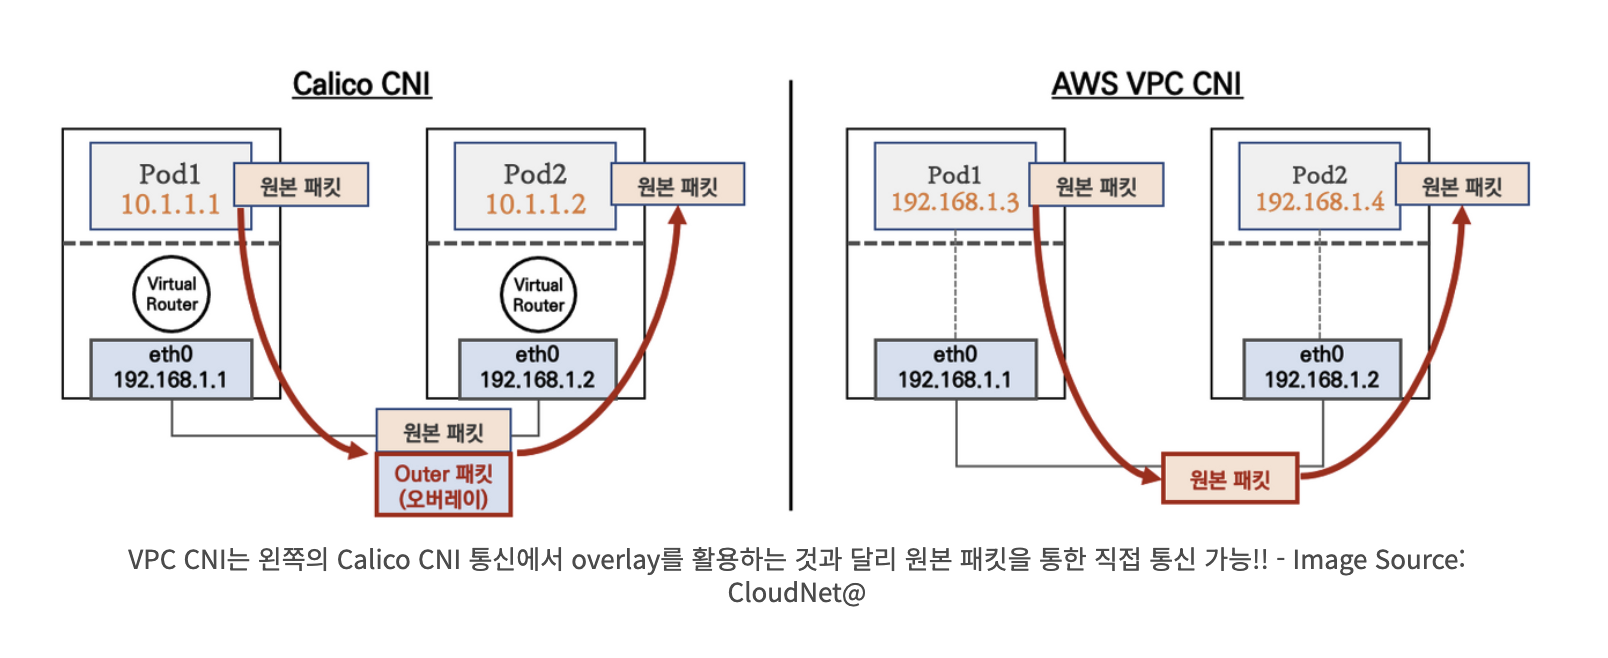 Calico CNI
Pod1
10.1.1.1
원본 패킷
Virtual
Router
eth0
192.168.1.1
Pod2
10.1.1.2
원본 패킷
Virtual
Router
eth0
192.168.1.2
원본 패킷
Outer 패킷
(오버레이)
AWS VPC CNI
Pod1
192.168.1.3
원본 패킷
eth0
192.168.1.1
Pod2
192.168.1.4
원본 패킷
eth0
192.168.1.2
원본 패킷
VPC CNI는 왼쪽의 Calico CNI 통신에서 overlay를 활용하는 것과 달리 원본 패킷을 통한 직접 통신 가능!! - Image Source:
CloudNet@